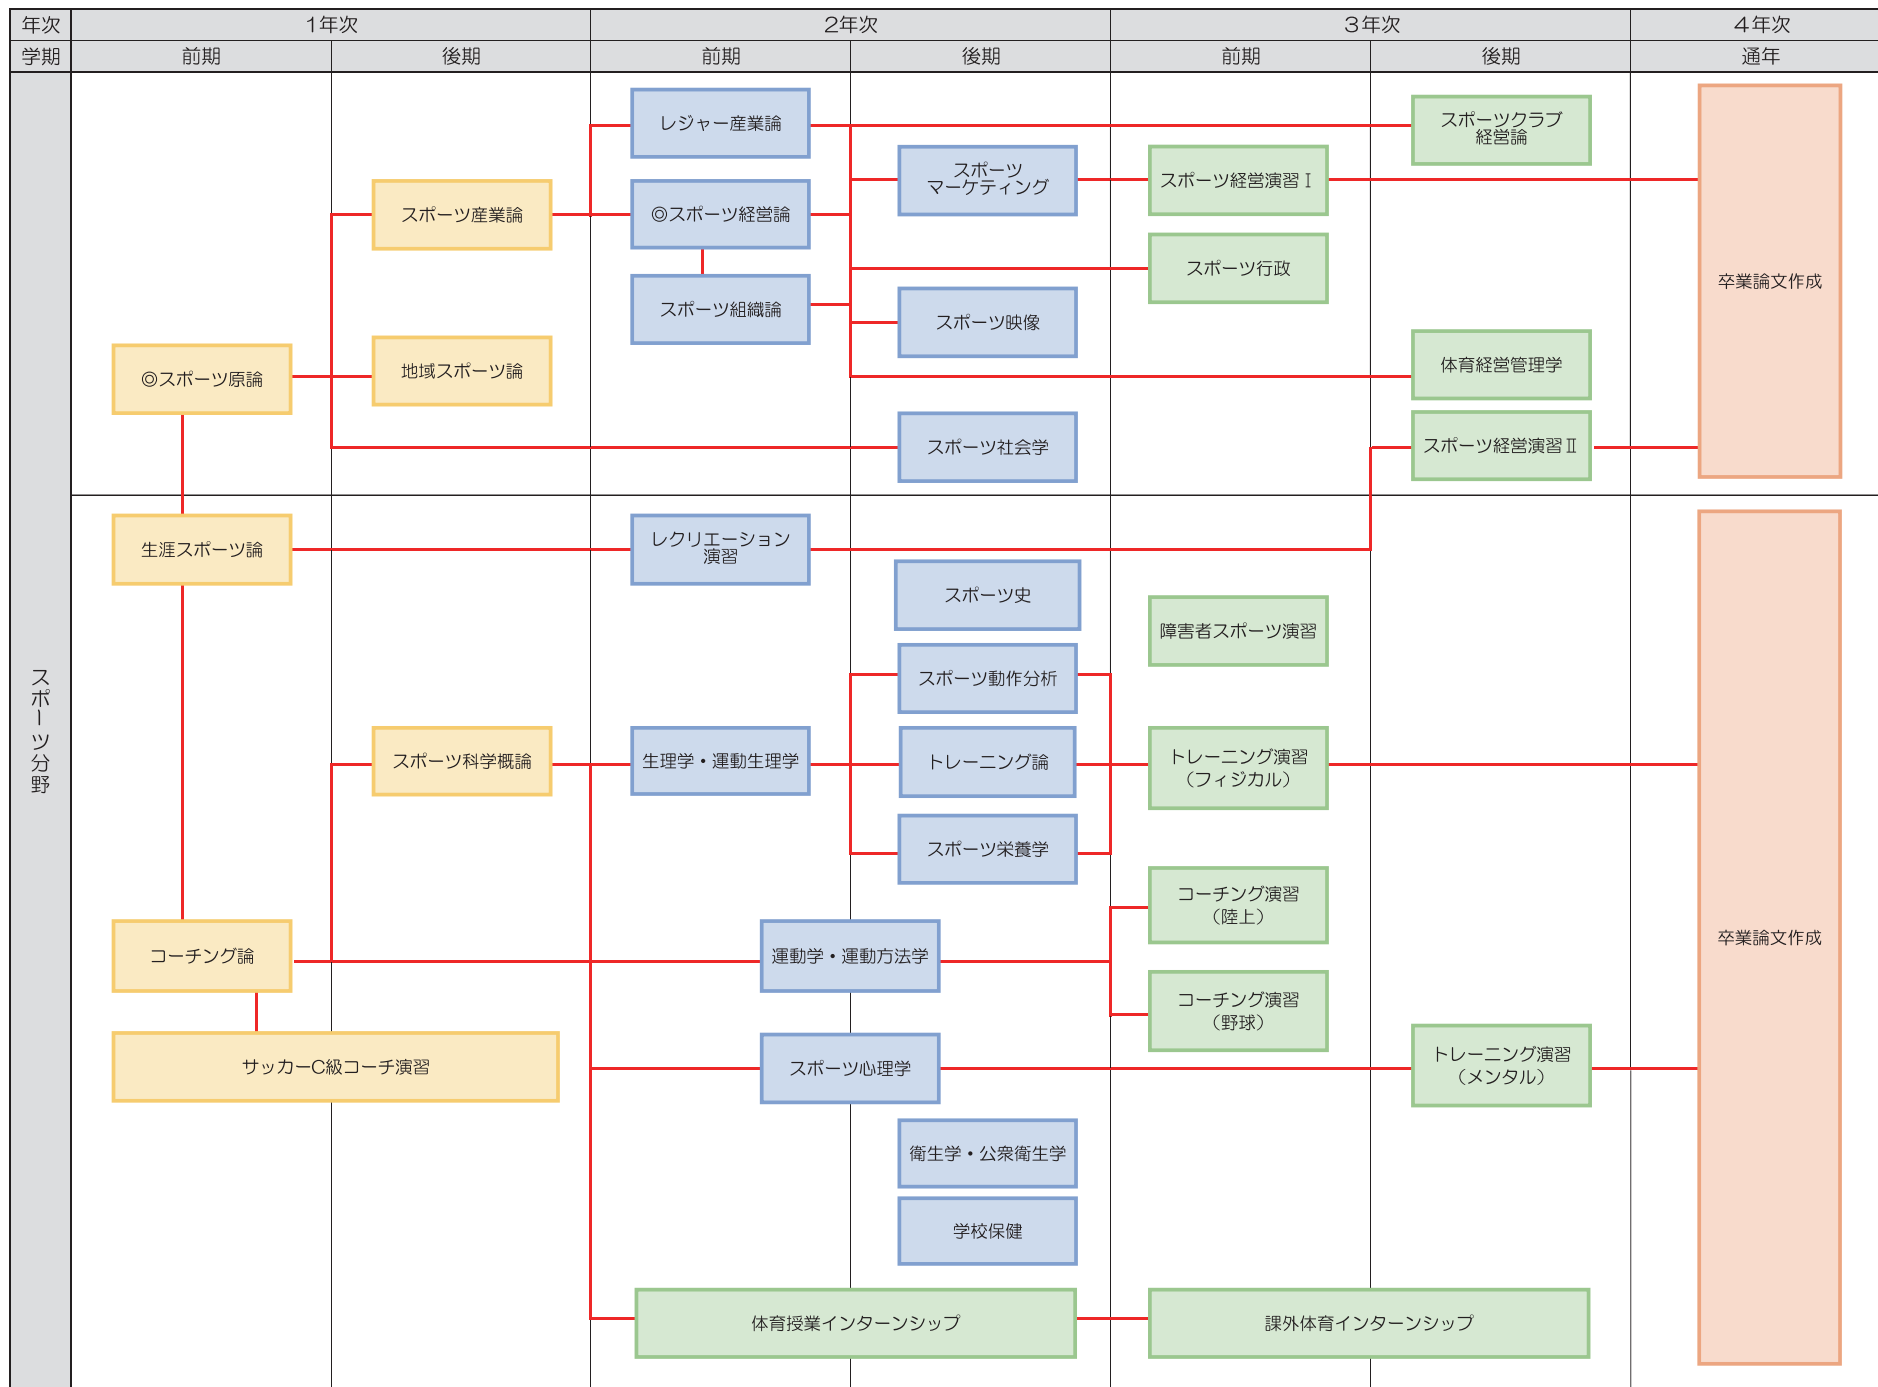 年次
1年次
2年次
3年次
4年次
学期
前期
後期
前期
後期
前期
後期
通年
スポーツ分野
レジャー産業論
スポーツクラブ
経営論
スポーツ
マーケティング
スポーツ経営演習Ⅰ
スポーツ産業論
◎スポーツ経営論
スポーツ行政
卒業論文作成
スポーツ組織論
スポーツ映像
◎スポーツ原論
地域スポーツ論
体育経営管理学
スポーツ社会学
スポーツ経営演習Ⅱ
生涯スポーツ論
レクリエーション
演習
スポーツ史
障害者スポーツ演習
スポーツ動作分析
スポーツ科学概論
生理学・運動生理学
トレーニング論
トレーニング演習
（フィジカル）
スポーツ栄養学
コーチング演習
（陸上）
コーチング論
運動学・運動方法学
卒業論文作成
コーチング演習
（野球）
サッカーC級コーチ演習
スポーツ心理学
トレーニング演習
（メンタル）
衛生学・公衆衛生学
学校保健
体育授業インターンシップ
課外体育インターンシップ